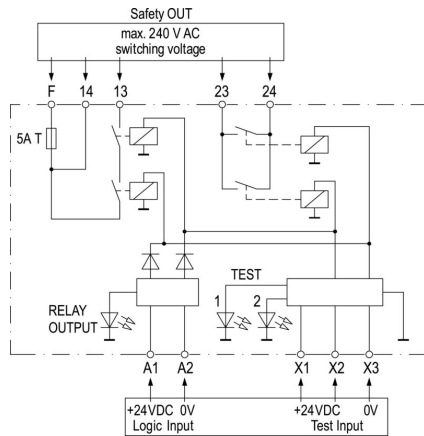 Safety OUT
max. 240 V AC
switching voltage
F 14 13 23 24
5A T
TEST
1 2
RELAY
OUTPUT
A1 A2 X1 X2 X3
+24VDC 0V +24VDC 0V
Logic Input Test Input